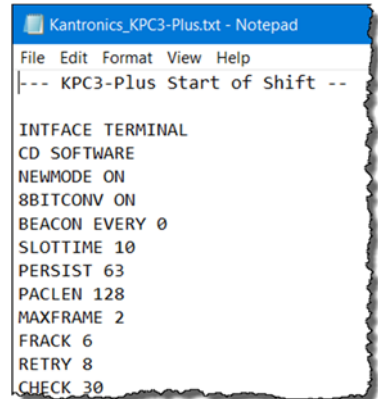 Kantronics_KPC3-Plus.txt - Notepad
File Edit Format View Help
--- KPC3-Plus Start of Shift --
INTFACE TERMINAL
CD SOFTWARE
NEWMODE ON
8BITCONV ON
BEACON EVERY 0
SLOTTIME 10
PERSIST 63
PACLEN 128
MAXFRAME 2
FRACK 6
RETRY 8
CHECK 30